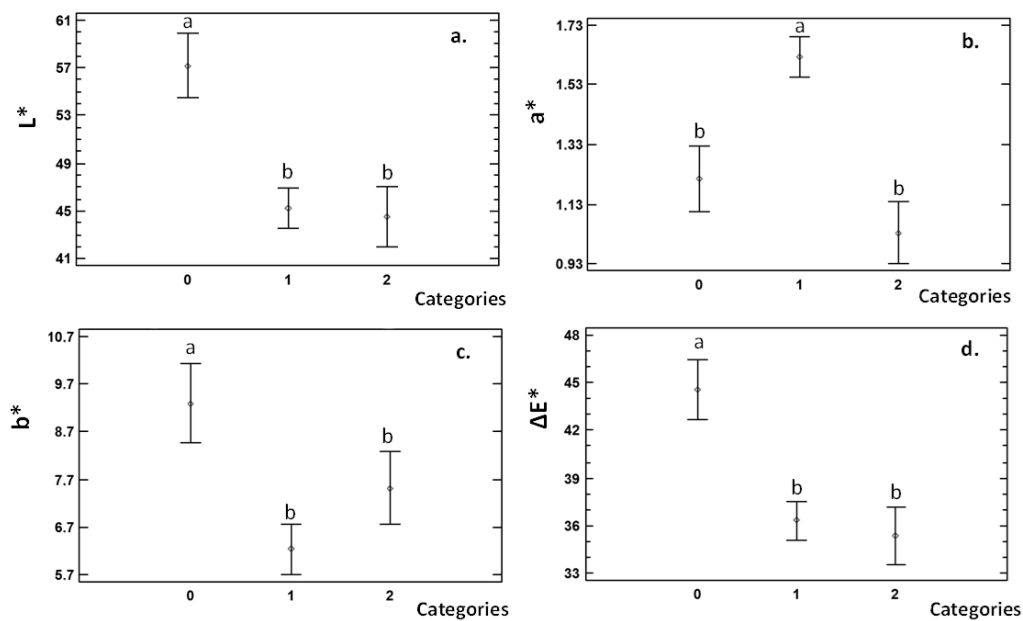 a.
L*
61
57
53
49
45
41
a
b
b
0
1
2
Categories
b.
a*
1.73
1.53
1.33
1.13
0.93
b
a
b
0
1
2
Categories
c.
b*
10.7
9.7
8.7
7.7
6.7
5.7
a
b
b
0
1
2
Categories
d.
ΔE*
48
45
42
39
36
33
a
b
b
0
1
2
Categories